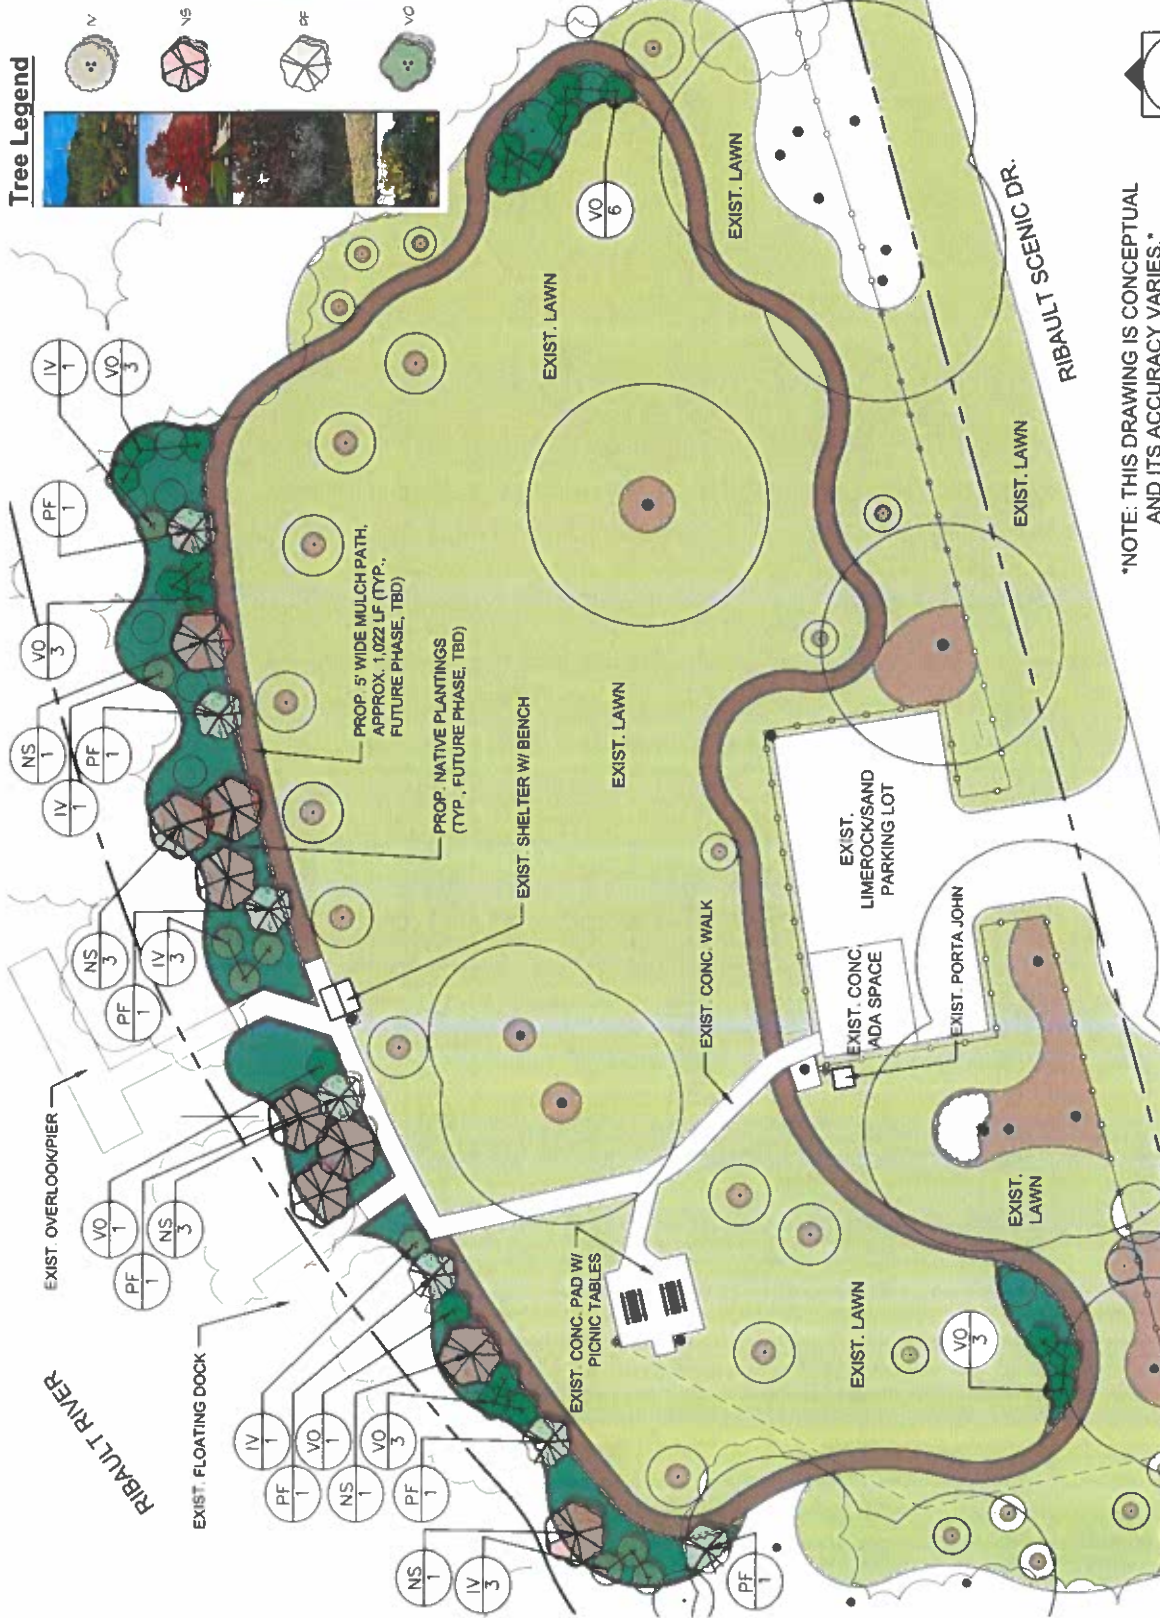 Tree Legend
IV
NS
PF
VO
IV
1
VO
3
PF
1
VO
3
NS
1
IV
1
PF
1
NS
3
IV
3
PF
1
EXIST. OVERLOOK/PIER
VO
1
PF
1
NS
3
RIBAULT RIVER
EXIST. FLOATING DOCK
IV
1
PF
1
VO
1
NS
1
VO
3
PF
1
NS
1
IV
3
PF
1
VO
6
EXIST. LAWN
EXIST. LAWN
PROP. 5' WIDE MULCH PATH,
APPROX. 1,022 LF (TYP.,
FUTURE PHASE, TBD)
PROP. NATIVE PLANTINGS
(TYP., FUTURE PHASE, TBD)
EXIST. SHELTER W/ BENCH
EXIST. LAWN
EXIST. CONC. WALK
EXIST.
LIMEROCK/SAND
PARKING LOT
EXIST. CONC.
ADA SPACE
EXIST. PORTA JOHN
EXIST. CONC. PAD W/
PICNIC TABLES
EXIST. LAWN
VO
3
EXIST.
LAWN
EXIST. LAWN
RIBAULT SCENIC DR.
*NOTE: THIS DRAWING IS CONCEPTUAL
AND ITS ACCURACY VARIES.*